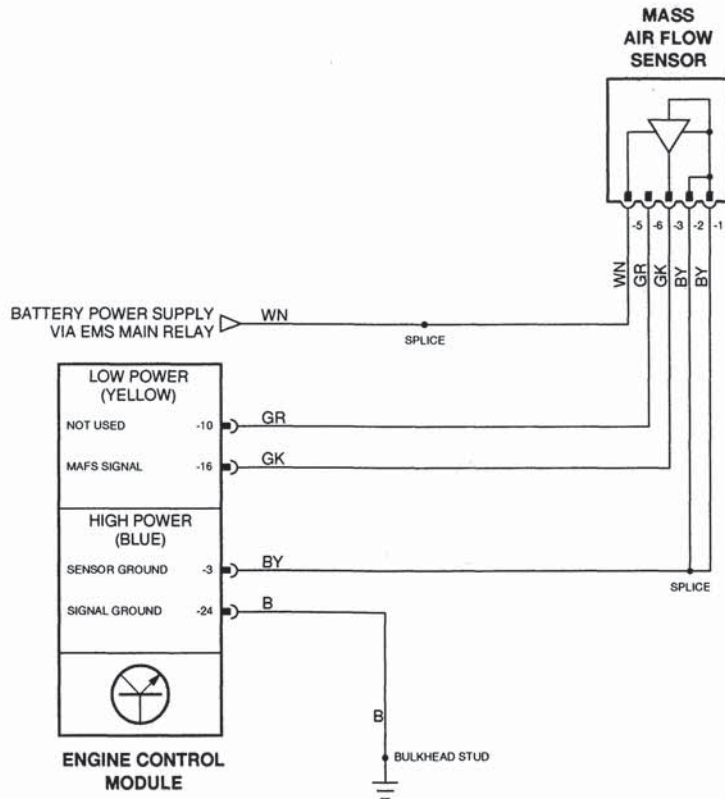 MASS
AIR FLOW
SENSOR
-5
-6
-3
-2
-1
WN
GR
GK
BY
BY
BATTERY POWER SUPPLY
VIA EMS MAIN RELAY
WN
SPLICE
LOW POWER
(YELLOW)
NOT USED
-10
GR
MAFS SIGNAL
-16
GK
HIGH POWER
(BLUE)
SENSOR GROUND
-3
BY
SPLICE
SIGNAL GROUND
-24
B
B
BULKHEAD STUD
ENGINE CONTROL
MODULE